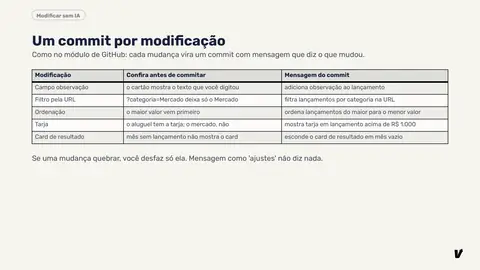 Modificar sem IA
Um commit por modificação
Como no módulo de GitHub: cada mudança vira um commit com mensagem que diz o que mudou.
Modificação Confira antes de commitar Mensagem do commit
Campo observação o cartão mostra o texto que você digitou adiciona observação ao lançamento
Filtro pela URL ?categoria=Mercado deixa só o Mercado filtra lançamentos por categoria na URL
Ordenação o maior valor vem primeiro ordena lançamentos do maior para o menor valor
Tarja o aluguel tem a tarja; o mercado, não mostra tarja em lançamento acima de R$ 1.000
Card de resultado mês sem lançamento não mostra o card esconde o card de resultado em mês vazio
Se uma mudança quebrar, você desfaz só ela. Mensagem como 'ajustes' não diz nada.